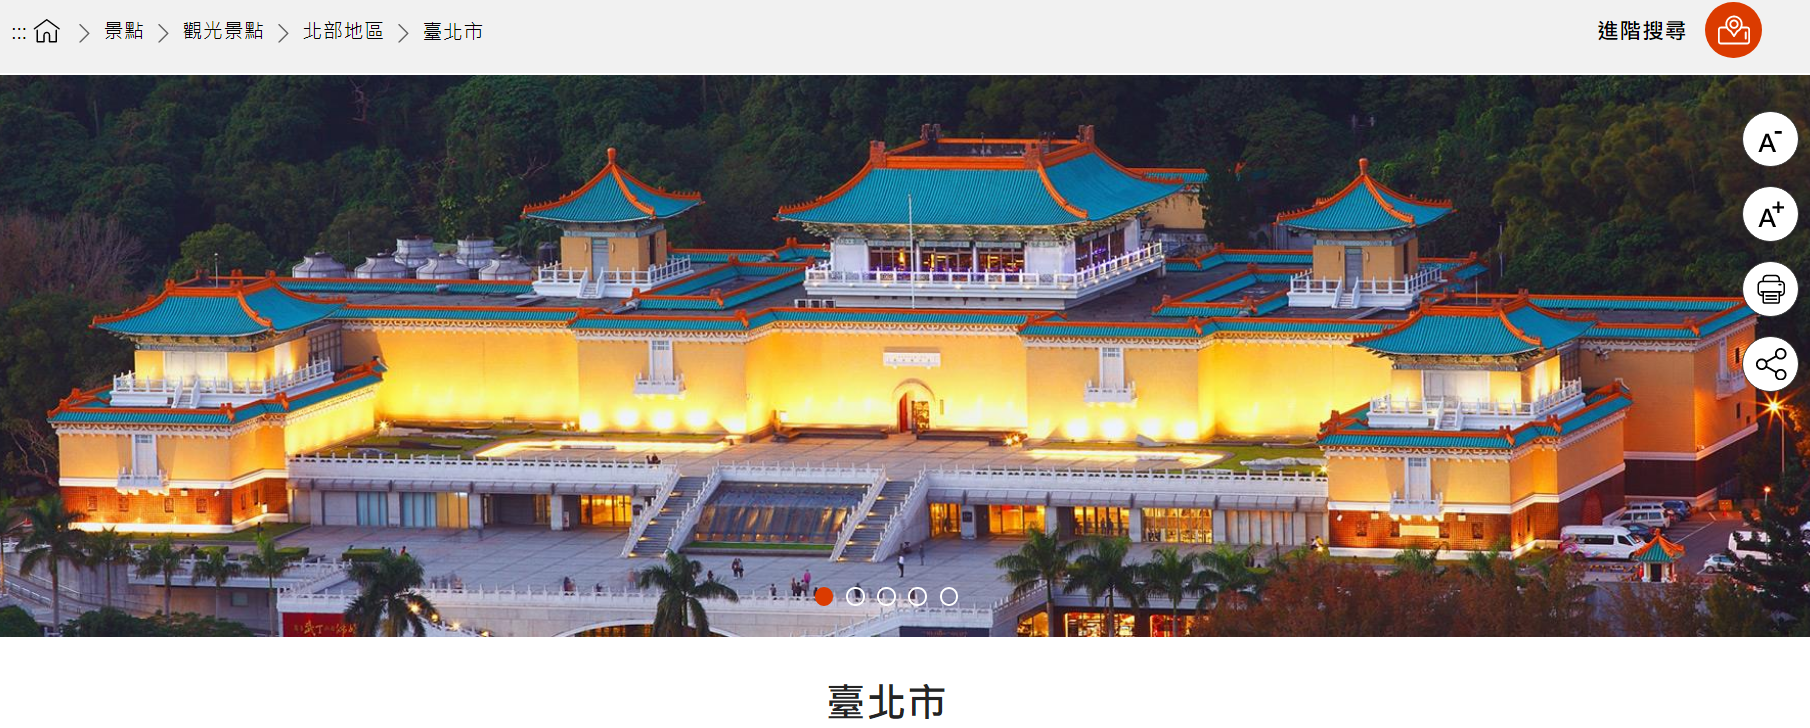 ::: 景點 觀光景點 北部地區 臺北市 進階搜尋
A-
A+
臺北市